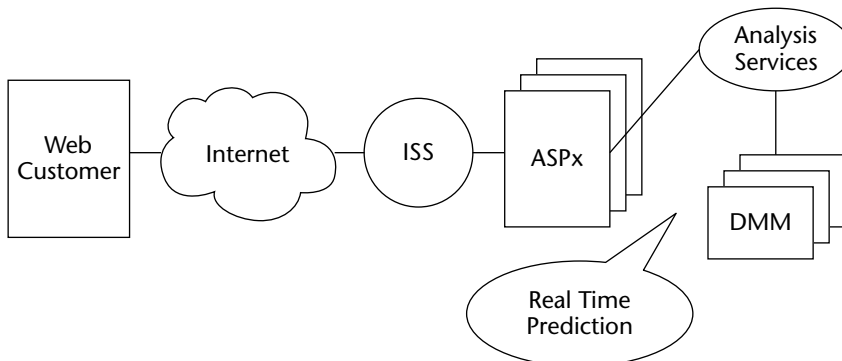 Web
Customer
Internet
ISS
ASPx
Analysis
Services
DMM
Real Time
Prediction